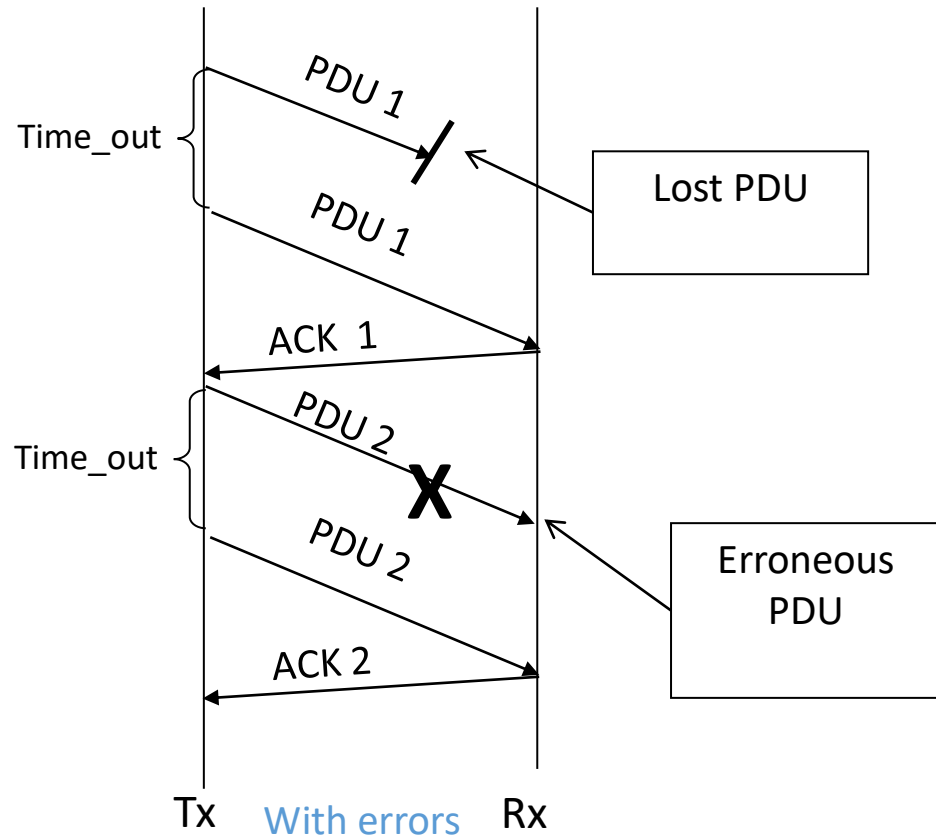 PDU 1
Time_out
Lost PDU
PDU 1
ACK 1
PDU 2
Time_out
PDU 2
Erroneous
PDU
ACK 2
X
Tx
With errors
Rx